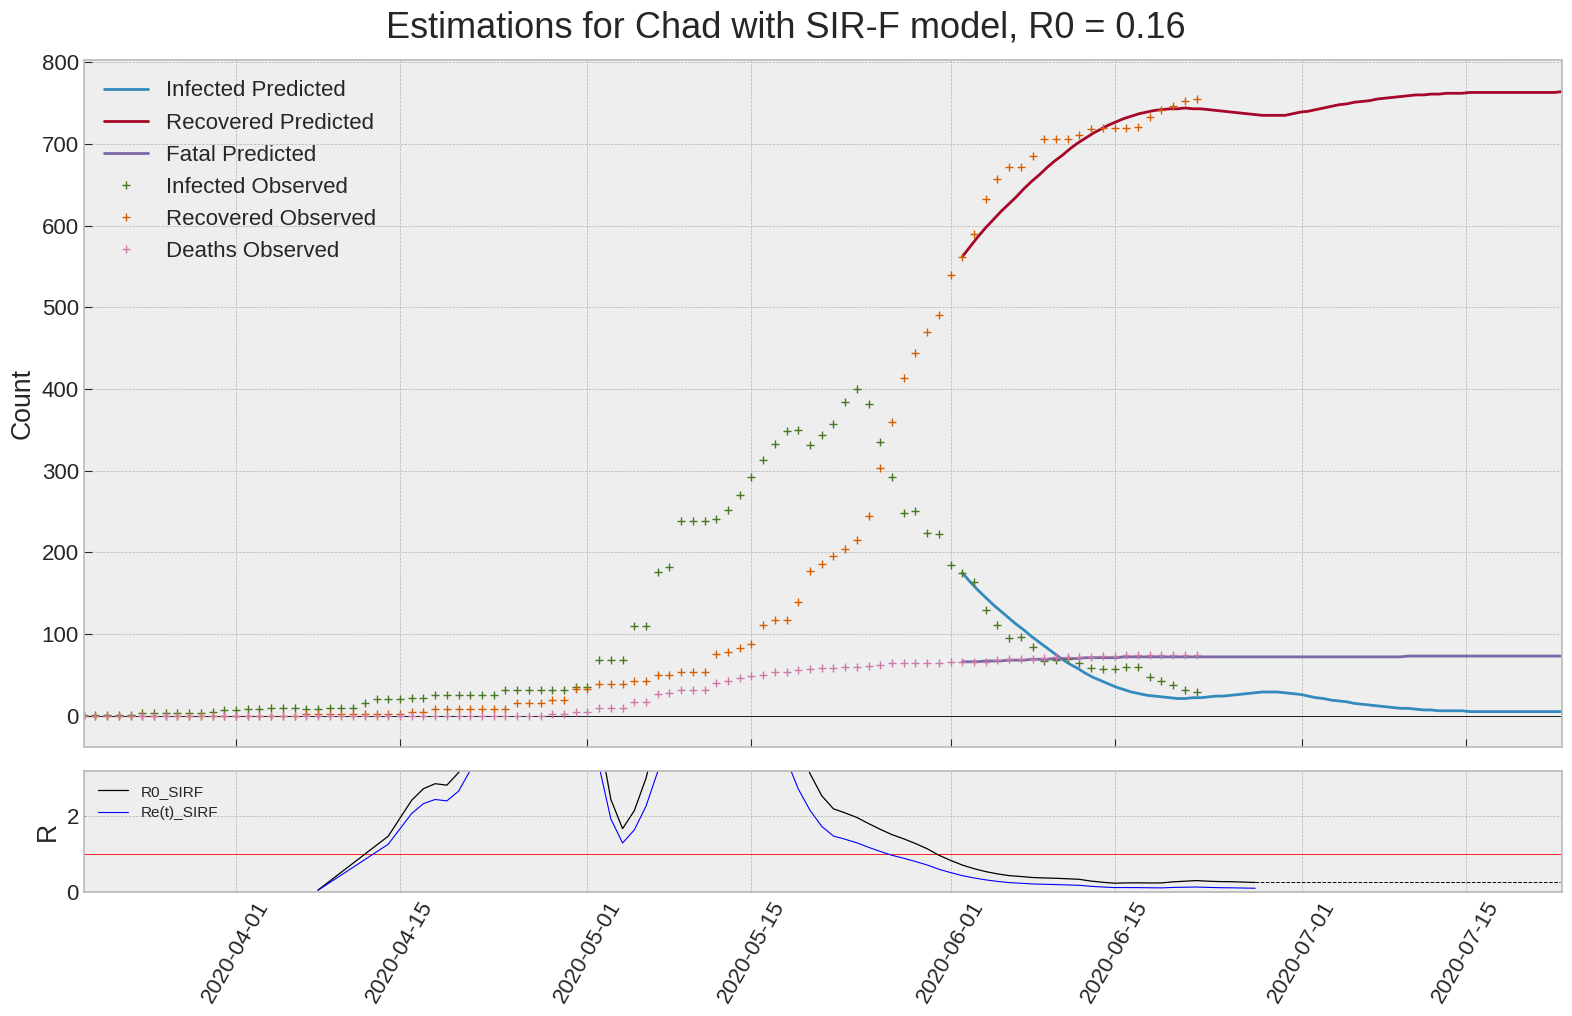 Estimations for Chad with SIR-F model, R0 = 0.16
800
700
600
500
400
300
200
100
0
Count
Infected Predicted
Recovered Predicted
Fatal Predicted
Infected Observed
Recovered Observed
Deaths Observed
2
0
R
R0_SIRF
Re(t)_SIRF
2020-04-01
2020-04-15
2020-05-01
2020-05-15
2020-06-01
2020-06-15
2020-07-01
2020-07-15